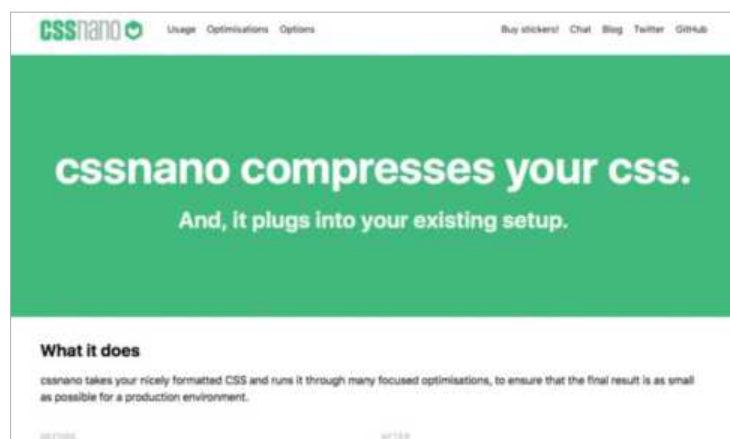 cssnano
Usage Optimisations Options
Buy stickers! Chat Blog Twitter GitHub
cssnano compresses your css.
And, it plugs into your existing setup.
What it does
cssnano takes your nicely formatted CSS and runs it through many focused optimisations, to ensure that the final result is as small
as possible for a production environment.
BEFORE
AFTER